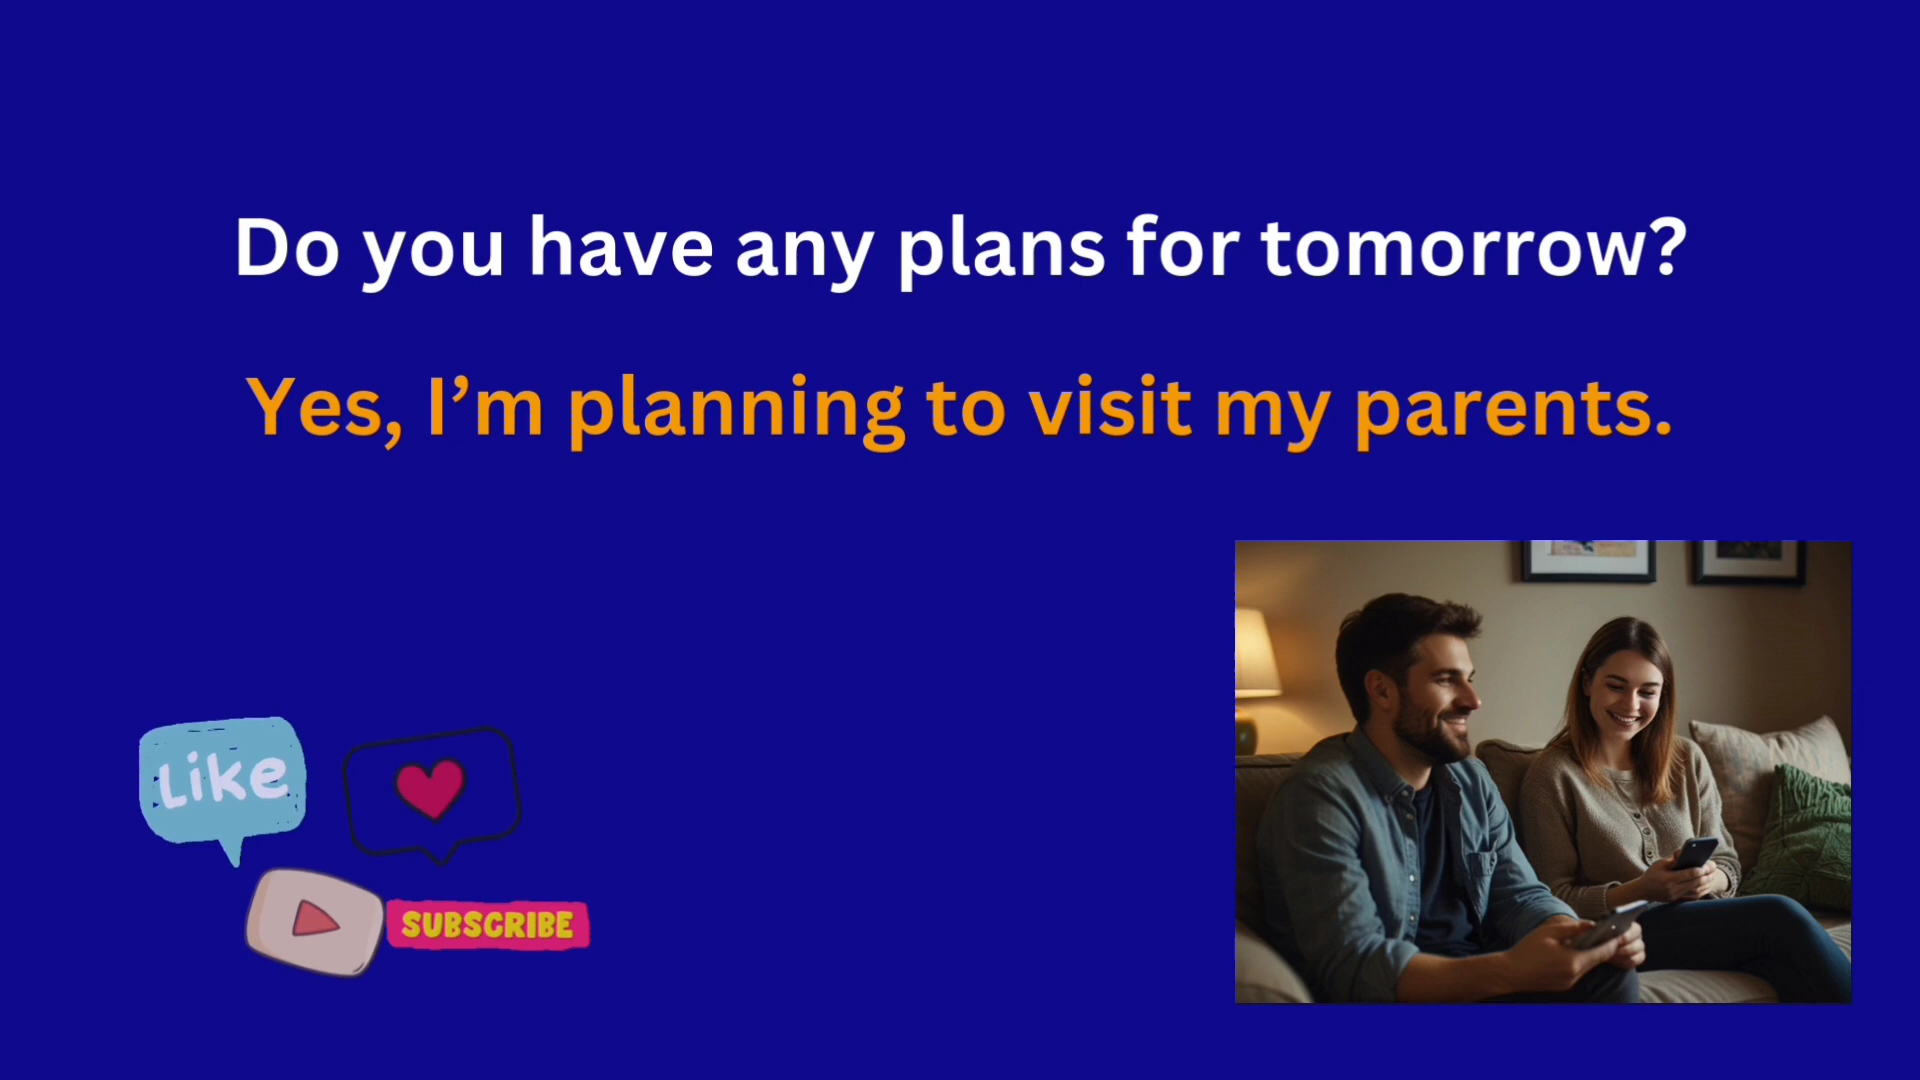 Do you have any plans for tomorrow?
Yes, I’m planning to visit my parents.
Like
SUBSCRIBE